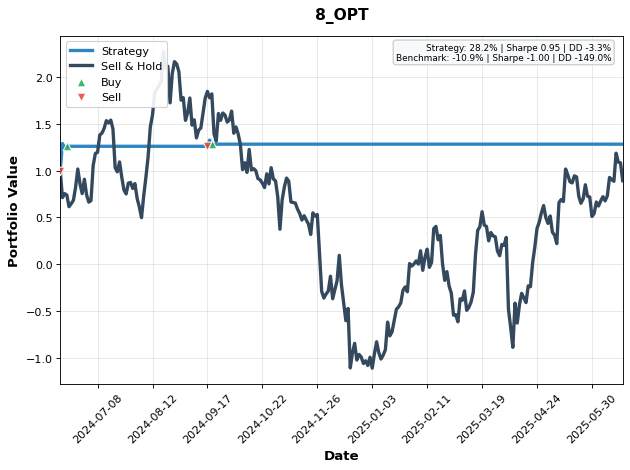 8_OPT
Strategy
Sell & Hold
Buy
Sell
Strategy: 28.2% | Sharpe 0.95 | DD -3.3%
Benchmark: -10.9% | Sharpe -1.00 | DD -149.0%
Portfolio Value
2.0
1.5
1.0
0.5
0.0
−0.5
−1.0
2024-07-08
2024-08-12
2024-09-17
2024-10-22
2024-11-26
2025-01-03
2025-02-11
2025-03-19
2025-04-24
2025-05-30
Date